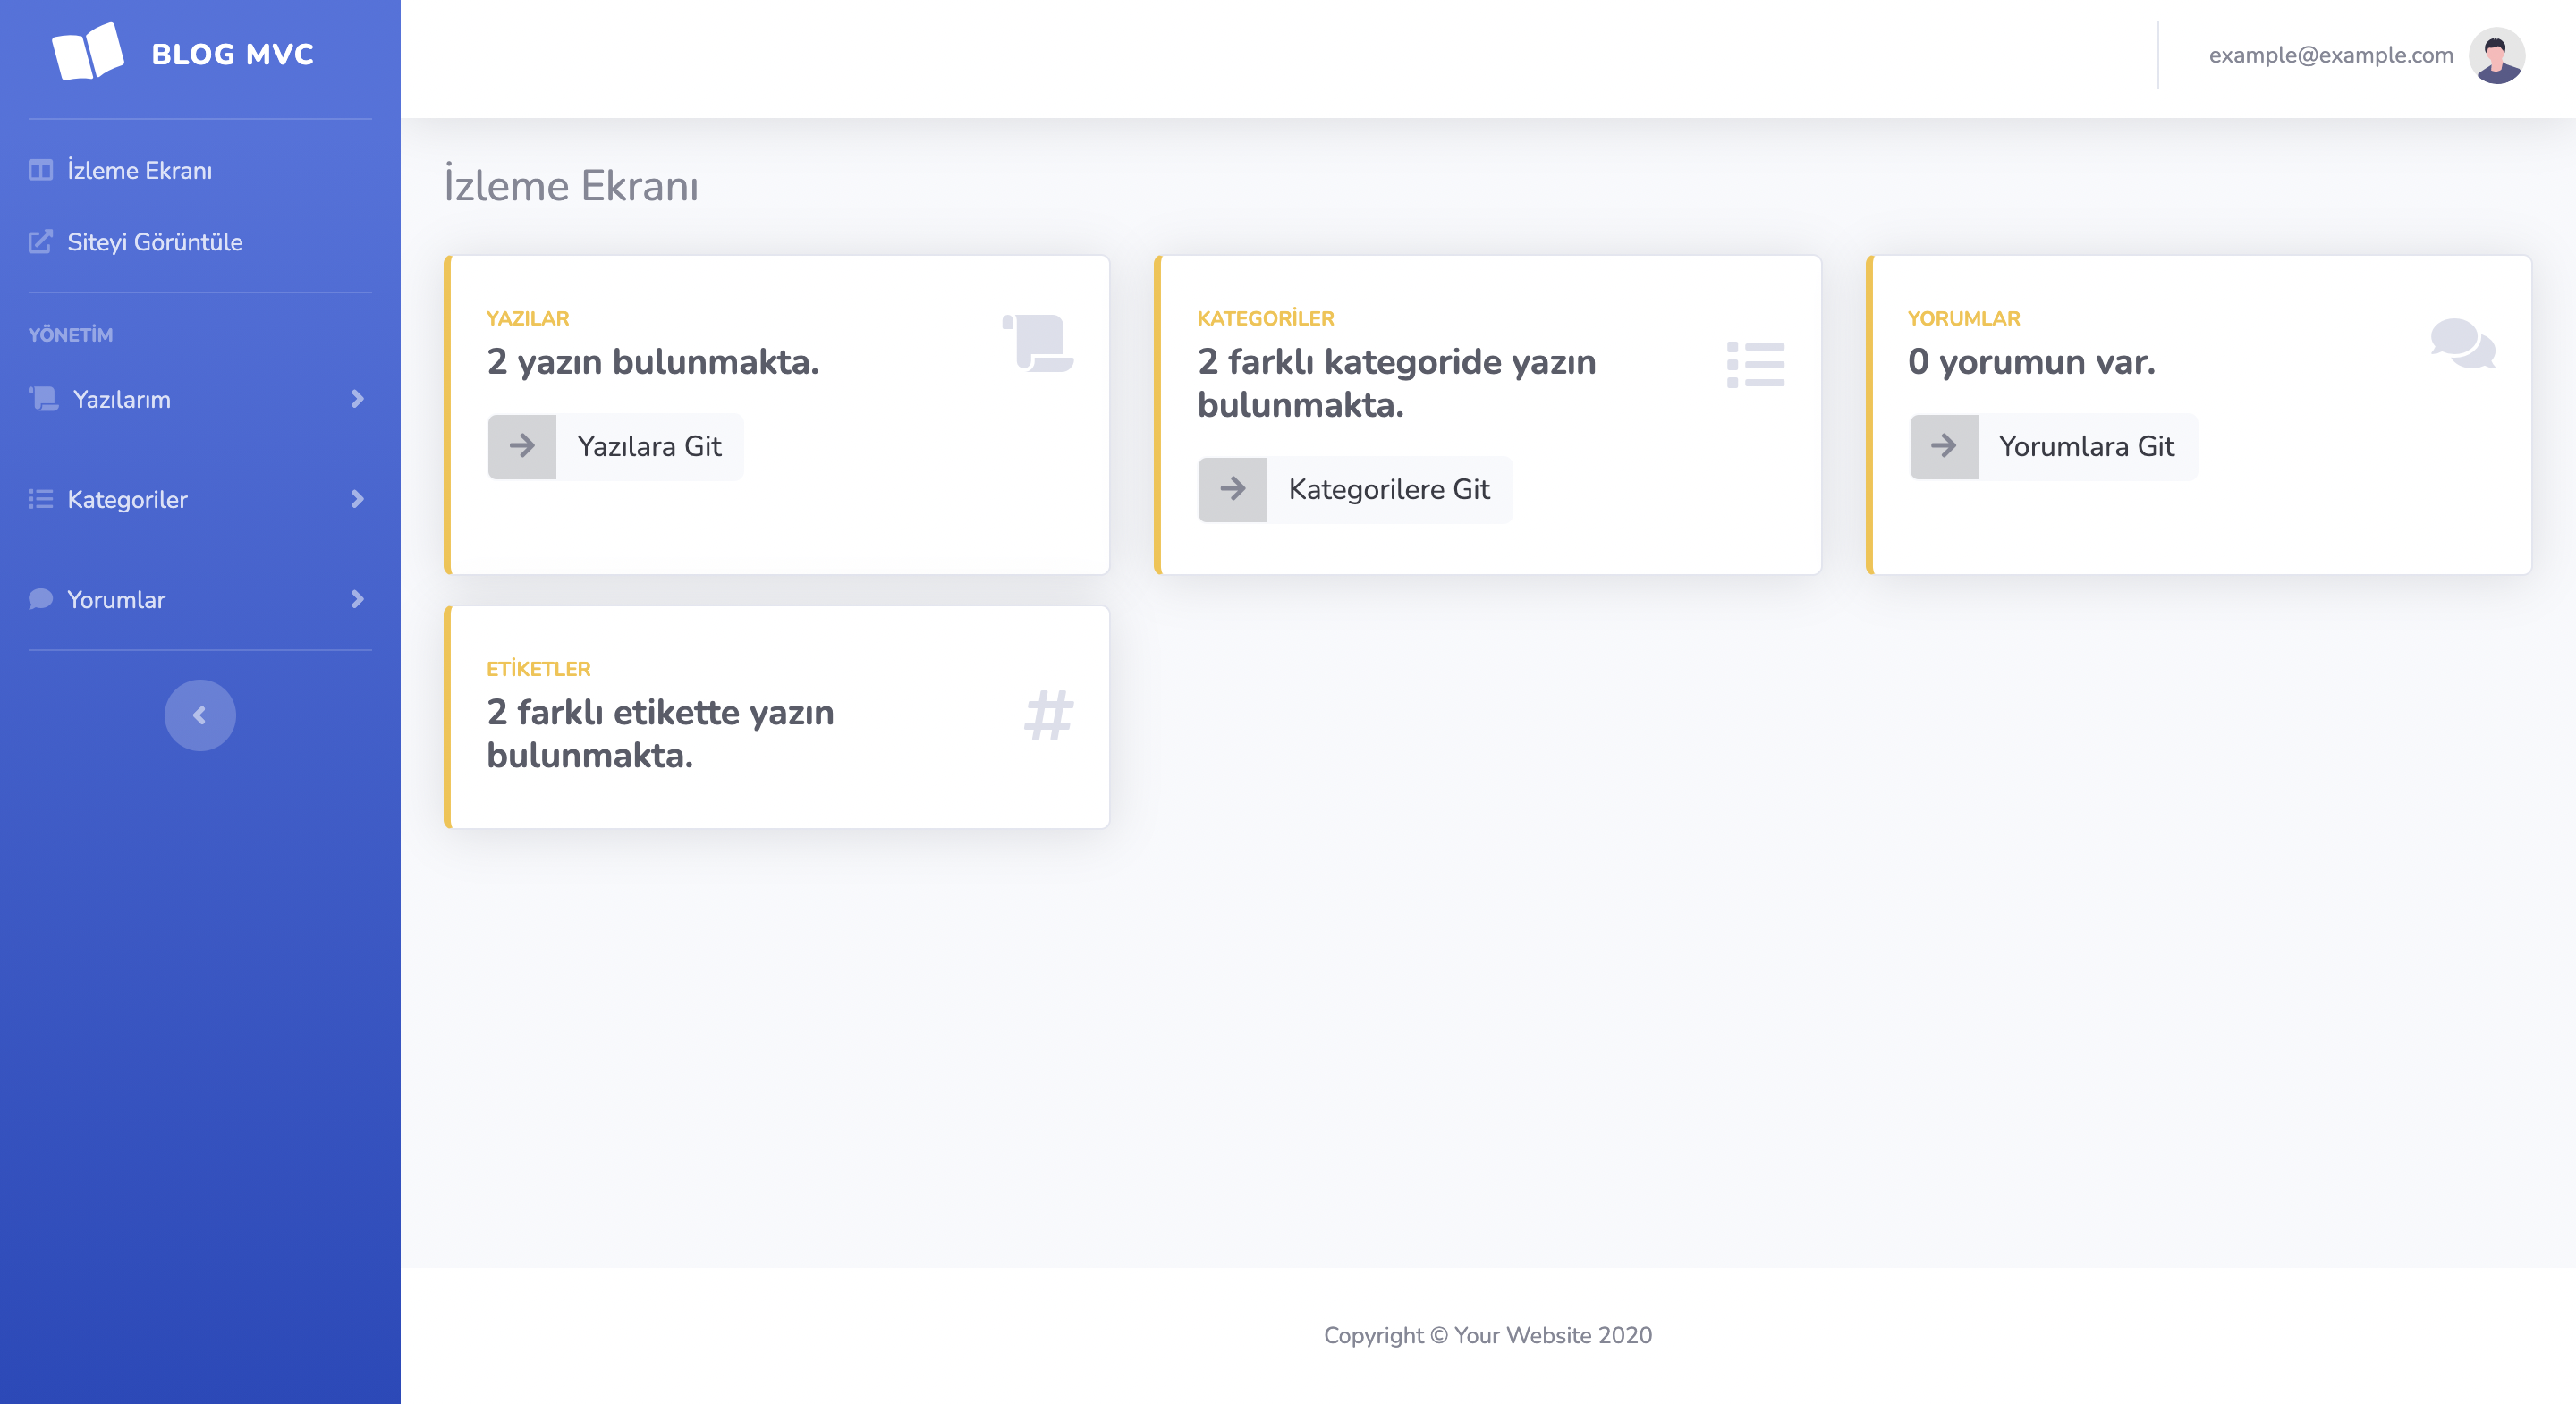 BLOG MVC
example@example.com
İzleme Ekranı
Siteyi Görüntüle
YÖNETİM
Yazılarım
Kategoriler
Yorumlar
İzleme Ekranı
YAZILAR
2 yazın bulunmakta.
Yazılara Git
KATEGORİLER
2 farklı kategoride yazın
bulunmakta.
Kategorilere Git
YORUMLAR
0 yorumun var.
Yorumlara Git
ETİKETLER
2 farklı etikette yazın
bulunmakta.
Copyright © Your Website 2020